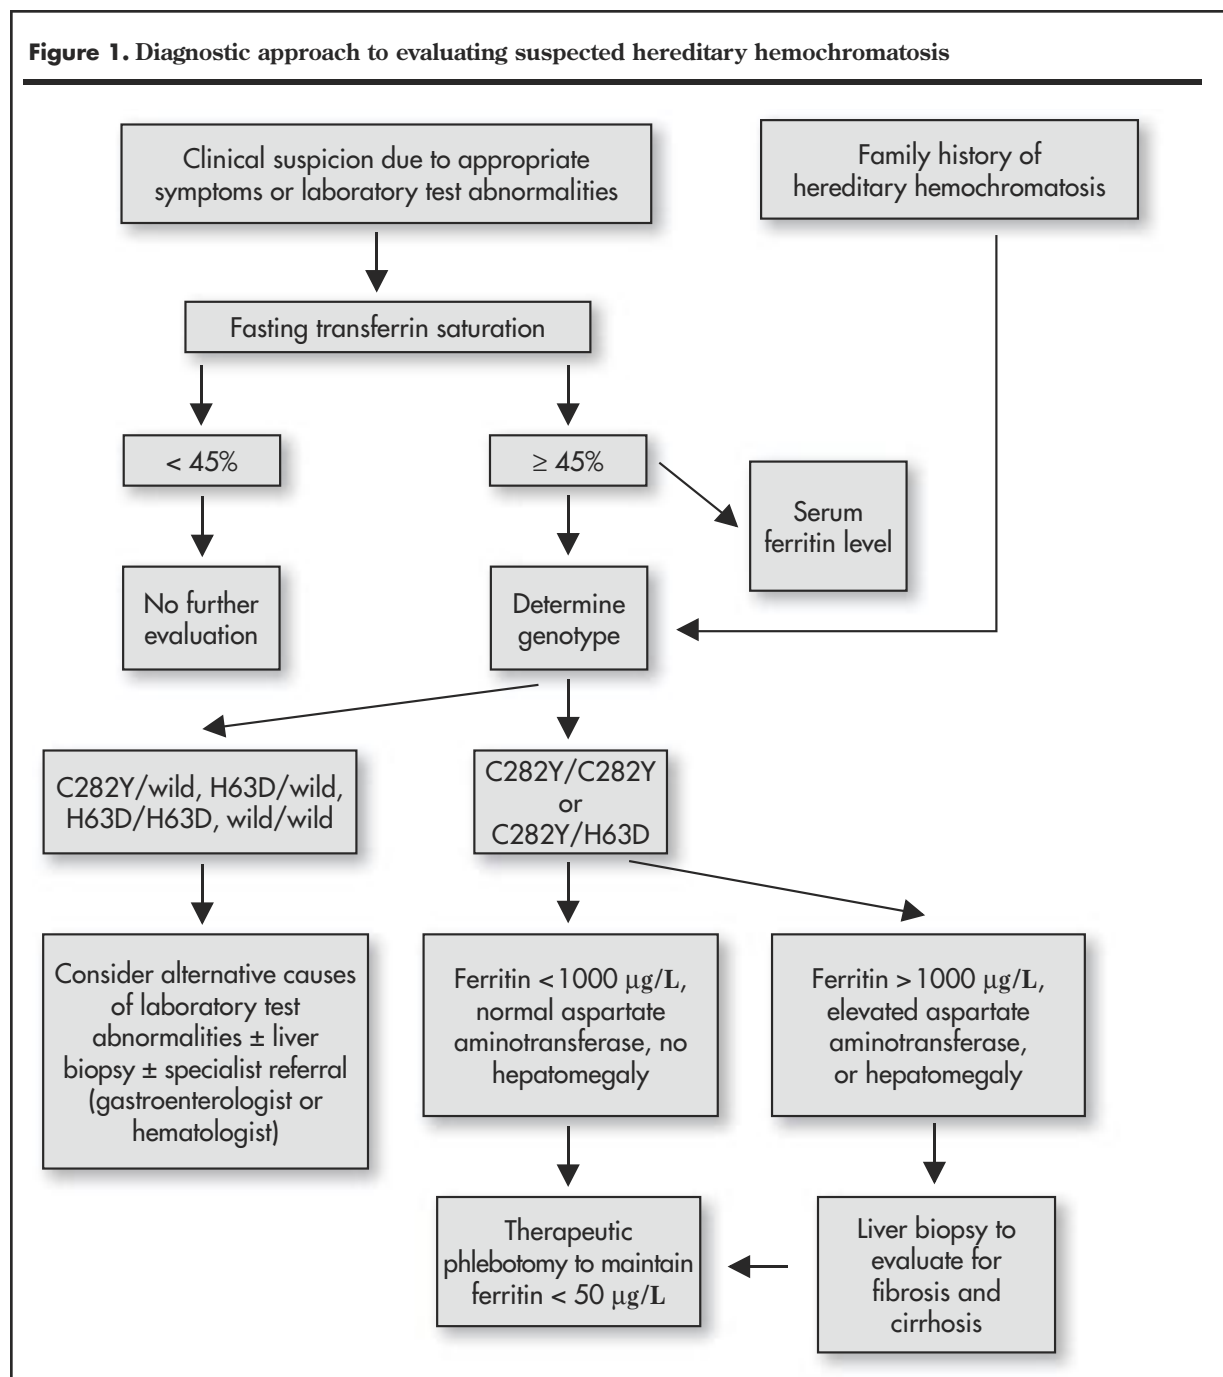 Figure 1. Diagnostic approach to evaluating suspected hereditary hemochromatosis
Clinical suspicion due to appropriate
symptoms or laboratory test abnormalities
Family history of
hereditary hemochromatosis
Fasting transferrin saturation
< 45%
≥ 45%
Serum
ferritin level
No further
evaluation
Determine
genotype
C282Y/wild, H63D/wild,
H63D/H63D, wild/wild
C282Y/C282Y
or
C282Y/H63D
Consider alternative causes
of laboratory test
abnormalities ± liver
biopsy ± specialist referral
(gastroenterologist or
hematologist)
Ferritin < 1000 µg/L,
normal aspartate
aminotransferase, no
hepatomegaly
Ferritin > 1000 µg/L,
elevated aspartate
aminotransferase,
or hepatomegaly
Therapeutic
phlebotomy to maintain
ferritin < 50 µg/L
Liver biopsy to
evaluate for
fibrosis and
cirrhosis